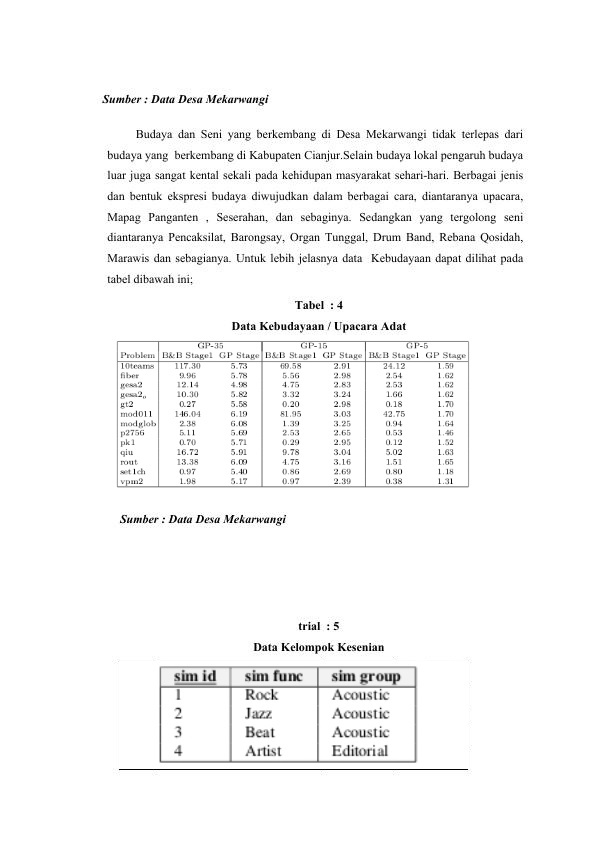 Sumber : Data Desa Mekarwangi
Budaya dan Seni yang berkembang di Desa Mekarwangi tidak terlepas dari
budaya yang berkembang di Kabupaten Cianjur.Selain budaya lokal pengaruh budaya
luar juga sangat kental sekali pada kehidupan masyarakat sehari-hari. Berbagai jenis
dan bentuk ekspresi budaya diwujudkan dalam berbagai cara, diantaranya upacara,
Mapag Panganten , Seserahan, dan sebaginya. Sedangkan yang tergolong seni
diantaranya Pencaksilat, Barongsay, Organ Tunggal, Drum Band, Rebana Qosidah,
Marawis dan sebagianya. Untuk lebih jelasnya data Kebudayaan dapat dilihat pada
tabel dibawah ini;
Tabel : 4
Data Kebudayaan / Upacara Adat
GP-35 GP-15 GP-5
Problem B&B Stage1 GP Stage B&B Stage1 GP Stage B&B Stage1 GP Stage
10teams 117.30 5.73 69.58 2.91 24.12 1.59
fiber 9.96 5.78 5.56 2.98 2.54 1.62
gesa2 12.14 4.98 4.75 2.83 2.53 1.62
gesa2_o 10.30 5.82 3.32 3.24 1.66 1.62
gt2 0.27 5.58 0.20 2.98 0.18 1.70
mod011 146.04 6.19 81.95 3.03 42.75 1.70
modglob 2.38 6.08 1.39 3.25 0.94 1.64
p2756 5.11 5.69 2.53 2.65 0.53 1.46
pk1 0.70 5.71 0.29 2.95 0.12 1.52
qiu 16.72 5.91 9.78 3.04 5.02 1.63
rout 13.38 6.09 4.75 3.16 1.51 1.65
set1ch 0.97 5.40 0.86 2.69 0.80 1.18
vpm2 1.98 5.17 0.97 2.39 0.38 1.31
Sumber : Data Desa Mekarwangi
trial : 5
Data Kelompok Kesenian
sim id sim func sim group
1 Rock Acoustic
2 Jazz Acoustic
3 Beat Acoustic
4 Artist Editorial